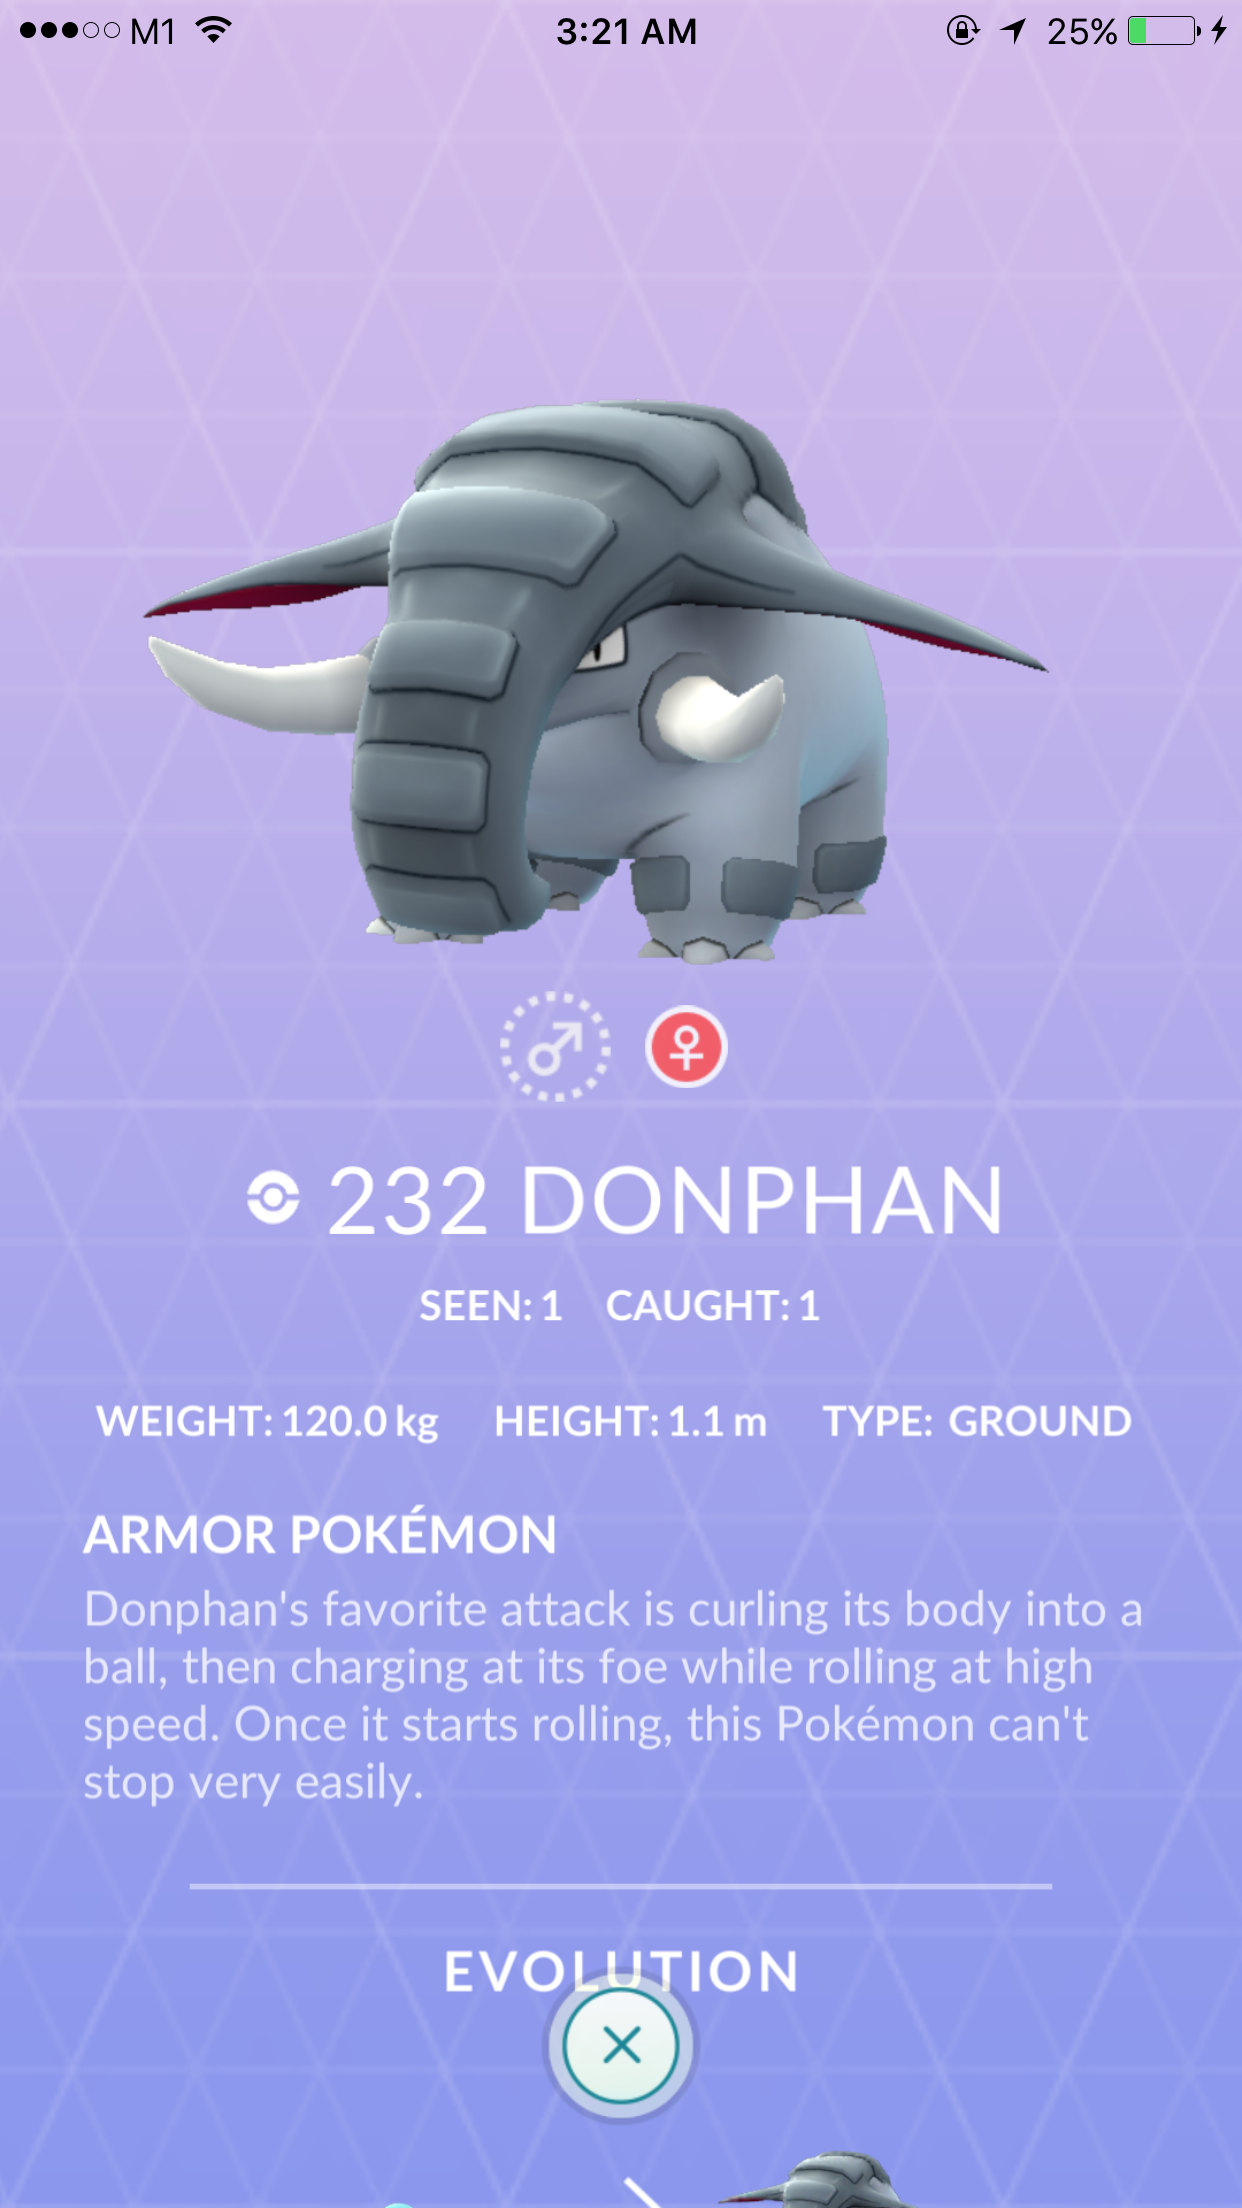 M1 3:21 AM 25%
232 DONPHAN
SEEN: 1 CAUGHT: 1
WEIGHT: 120.0 kg HEIGHT: 1.1 m TYPE: GROUND
ARMOR POKÉMON
Donphan's favorite attack is curling its body into a
ball, then charging at its foe while rolling at high
speed. Once it starts rolling, this Pokémon can't
stop very easily.
EVOLUTION